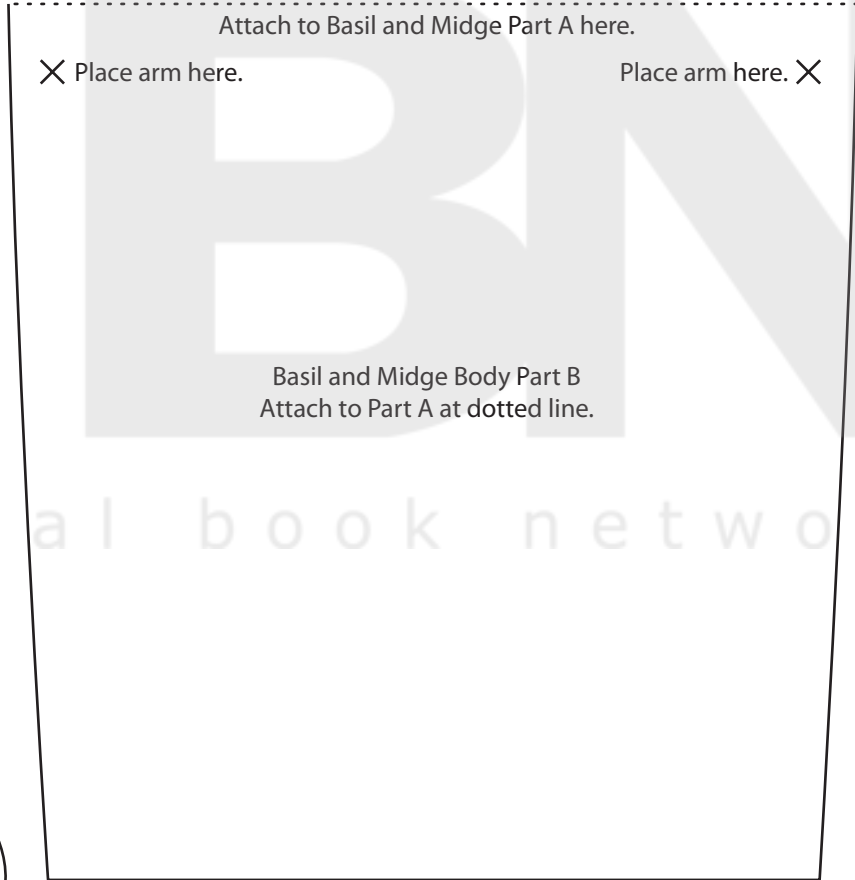 Attach to Basil and Midge Part A here.
X Place arm here. Place arm here. X
Basil and Midge Body Part B
Attach to Part A at dotted line.
BN
al book netwo